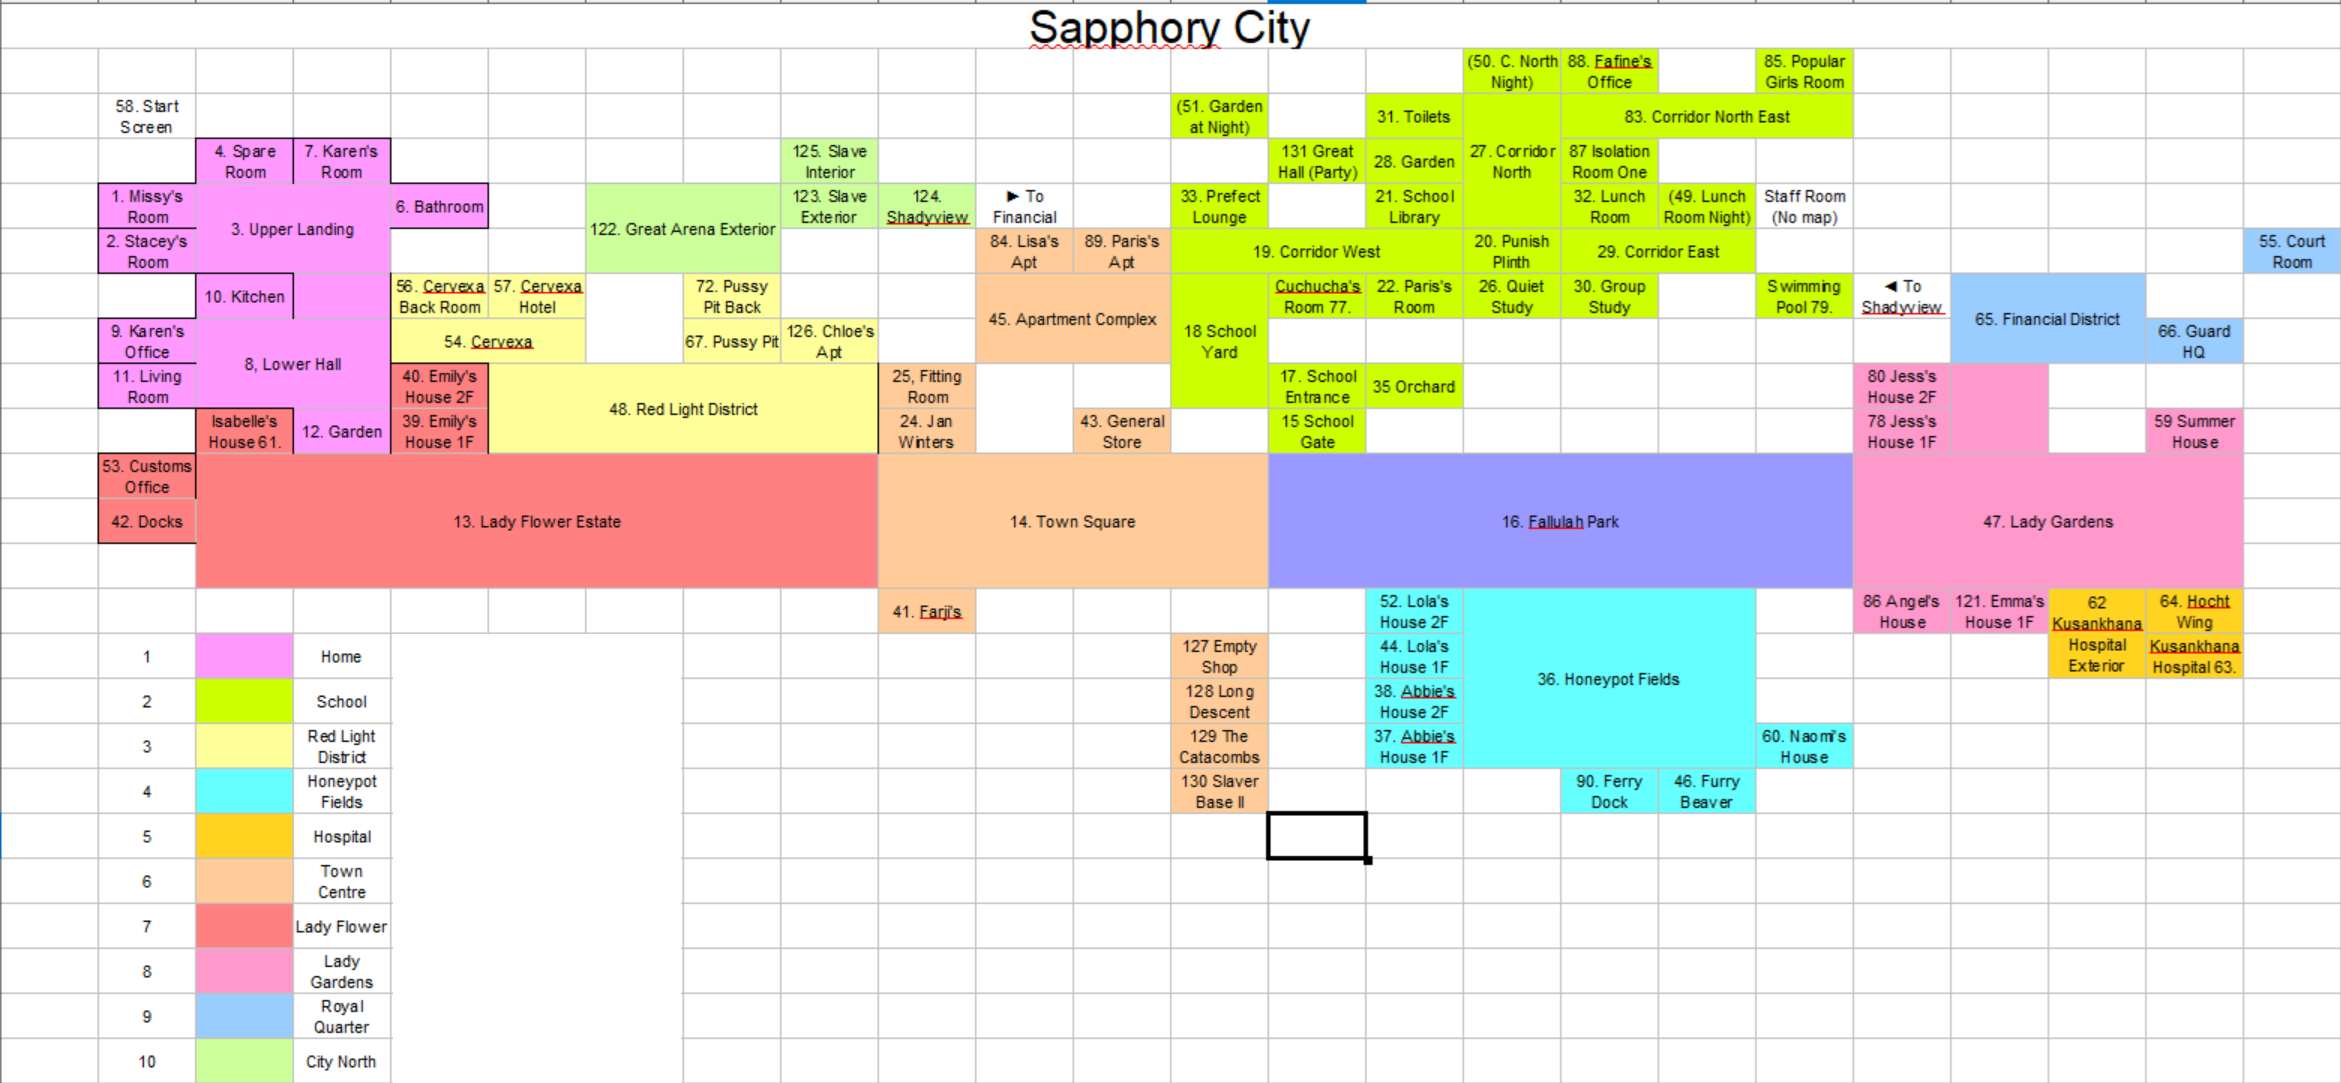 Sapphory City
(50. C. North
Night)
88. Fafine's
Office
85. Popular
Girls Room
58. Start
Screen
(51. Garden
at Night)
31. Toilets
83. Corridor North East
4. Spare
Room
7. Karen's
Room
125. Slave
Interior
131 Great
Hall (Party)
28. Garden
27. Corridor
North
87 Isolation
Room One
1. Missy's
Room
3. Upper Landing
6. Bathroom
122. Great Arena Exterior
123. Slave
Exterior
124.
Shadyview
► To
Financial
33. Prefect
Lounge
21. School
Library
32. Lunch
Room
(49. Lunch
Room Night)
Staff Room
(No map)
2. Stacey's
Room
84. Lisa's
Apt
89. Paris's
Apt
19. Corridor West
20. Punish
Plinth
29. Corridor East
55. Court
Room
10. Kitchen
56. Cervexa
Back Room
57. Cervexa
Hotel
72. Pussy
Pit Back
45. Apartment Complex
18 School
Yard
Cuchucha's
Room 77.
22. Paris's
Room
26. Quiet
Study
30. Group
Study
Swimming
Pool 79.
◄ To
Shadyview
65. Financial District
9. Karen's
Office
8, Lower Hall
54. Cervexa
67. Pussy Pit
126. Chloe's
Apt
66. Guard
HQ
11. Living
Room
40. Emily's
House 2F
48. Red Light District
25, Fitting
Room
17. School
Entrance
35 Orchard
80 Jess's
House 2F
Isabelle's
House 61.
12. Garden
39. Emily's
House 1F
24. Jan
Winters
43. General
Store
15 School
Gate
78 Jess's
House 1F
59 Summer
House
53. Customs
Office
42. Docks
13. Lady Flower Estate
14. Town Square
16. Fallulah Park
47. Lady Gardens
41. Farji's
52. Lola's
House 2F
36. Honeypot Fields
86 Angel's
House
121. Emma's
House 1F
62
Kusankhana
Hospital
Exterior
64. Hocht
Wing
1
Home
127 Empty
Shop
44. Lola's
House 1F
Kusankhana
Hospital 63.
2
School
128 Long
Descent
38. Abbie's
House 2F
3
Red Light
District
129 The
Catacombs
37. Abbie's
House 1F
60. Naomi's
House
4
Honeypot
Fields
130 Slaver
Base II
90. Ferry
Dock
46. Furry
Beaver
5
Hospital
6
Town
Centre
7
Lady Flower
8
Lady
Gardens
9
Royal
Quarter
10
City North